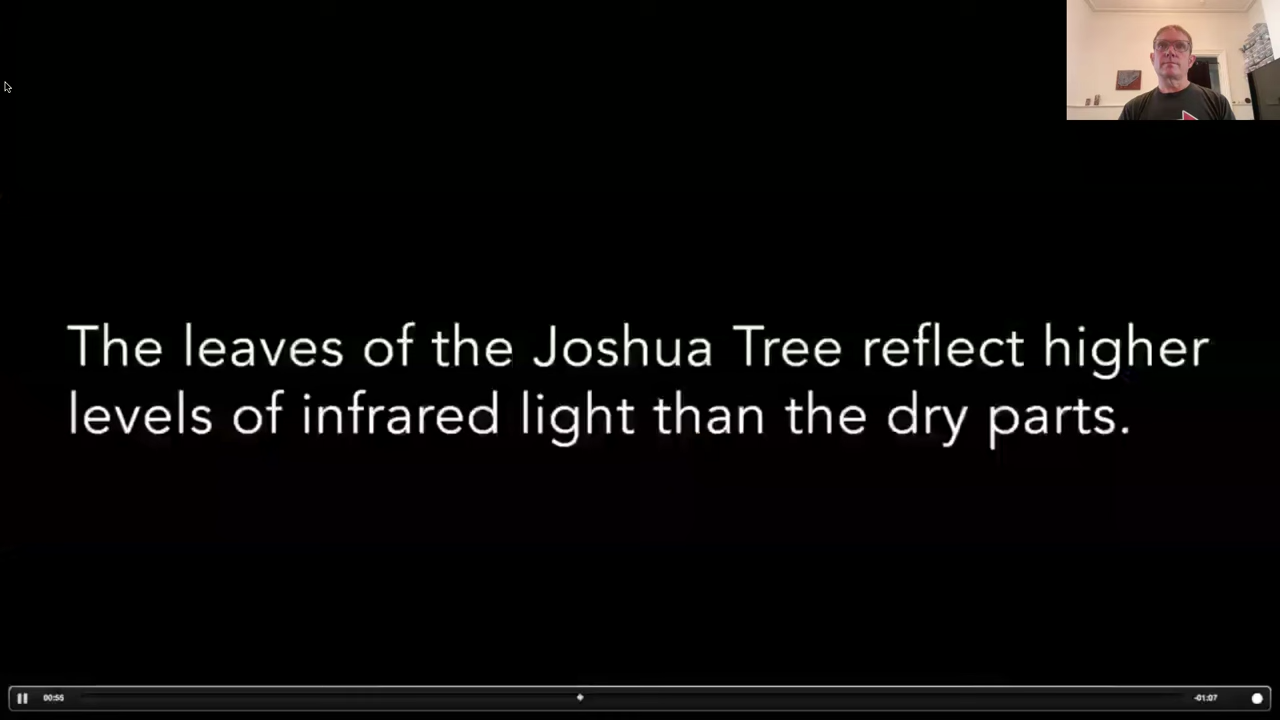 The leaves of the Joshua Tree reflect higher
levels of infrared light than the dry parts.
00:55
-01:07